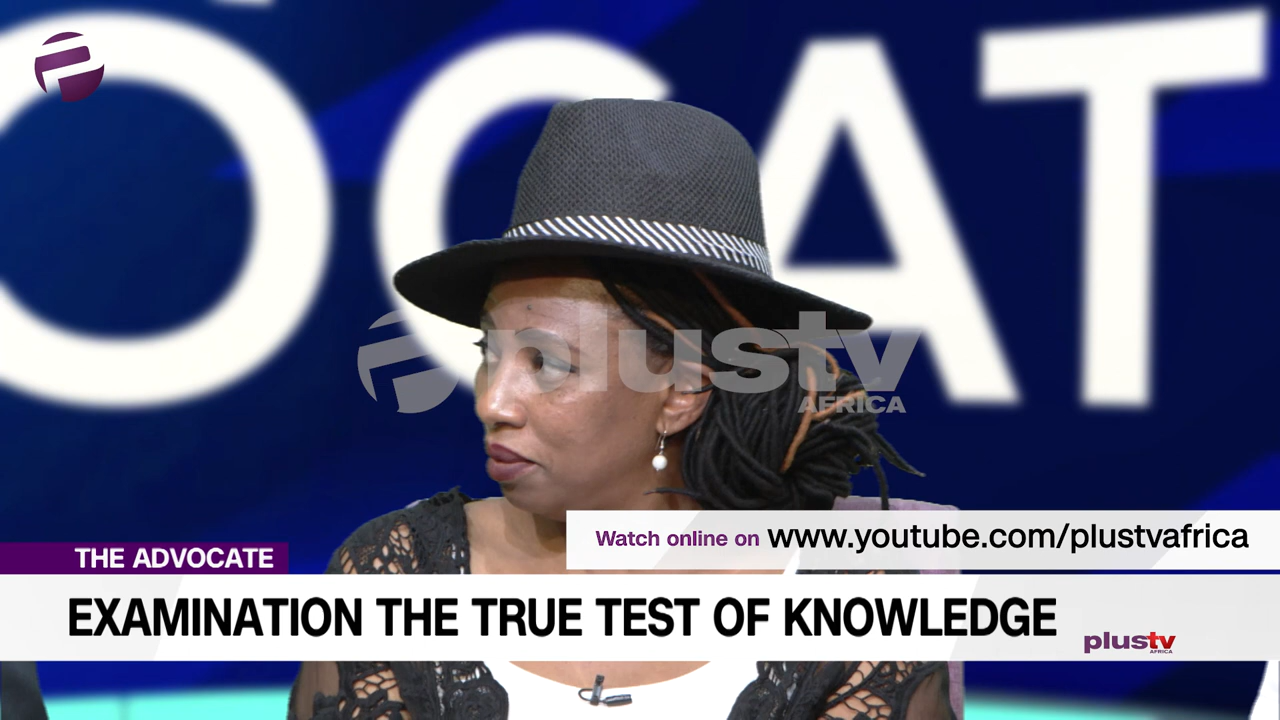 OCAT
plustv
AFRICA
Watch online on www.youtube.com/plustvafrica
THE ADVOCATE
EXAMINATION THE TRUE TEST OF KNOWLEDGE
plustv
AFRICA